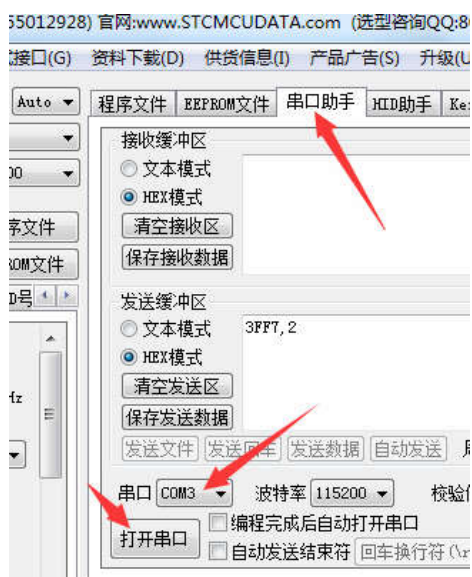 55012928) 官网:www.STCMCUDATA.com (选型咨询QQ:8
接口(G) 资料下载(D) 供货信息(I) 产品广告(S) 升级(U
Auto 程序文件 EEPROM文件 串口助手 HID助手 Ke
接收缓冲区
文本模式
00
HEX模式
序文件 清空接收区
ROM文件 保存接收数据
D号 发送缓冲区
文本模式 3FF7,2
HEX模式
Hz 清空发送区
保存发送数据
发送文件 发送回车 发送数据 自动发送
串口 COM3 波特率 115200 校验
打开串口 编程完成后自动打开串口
自动发送结束符 回车换行符(\r